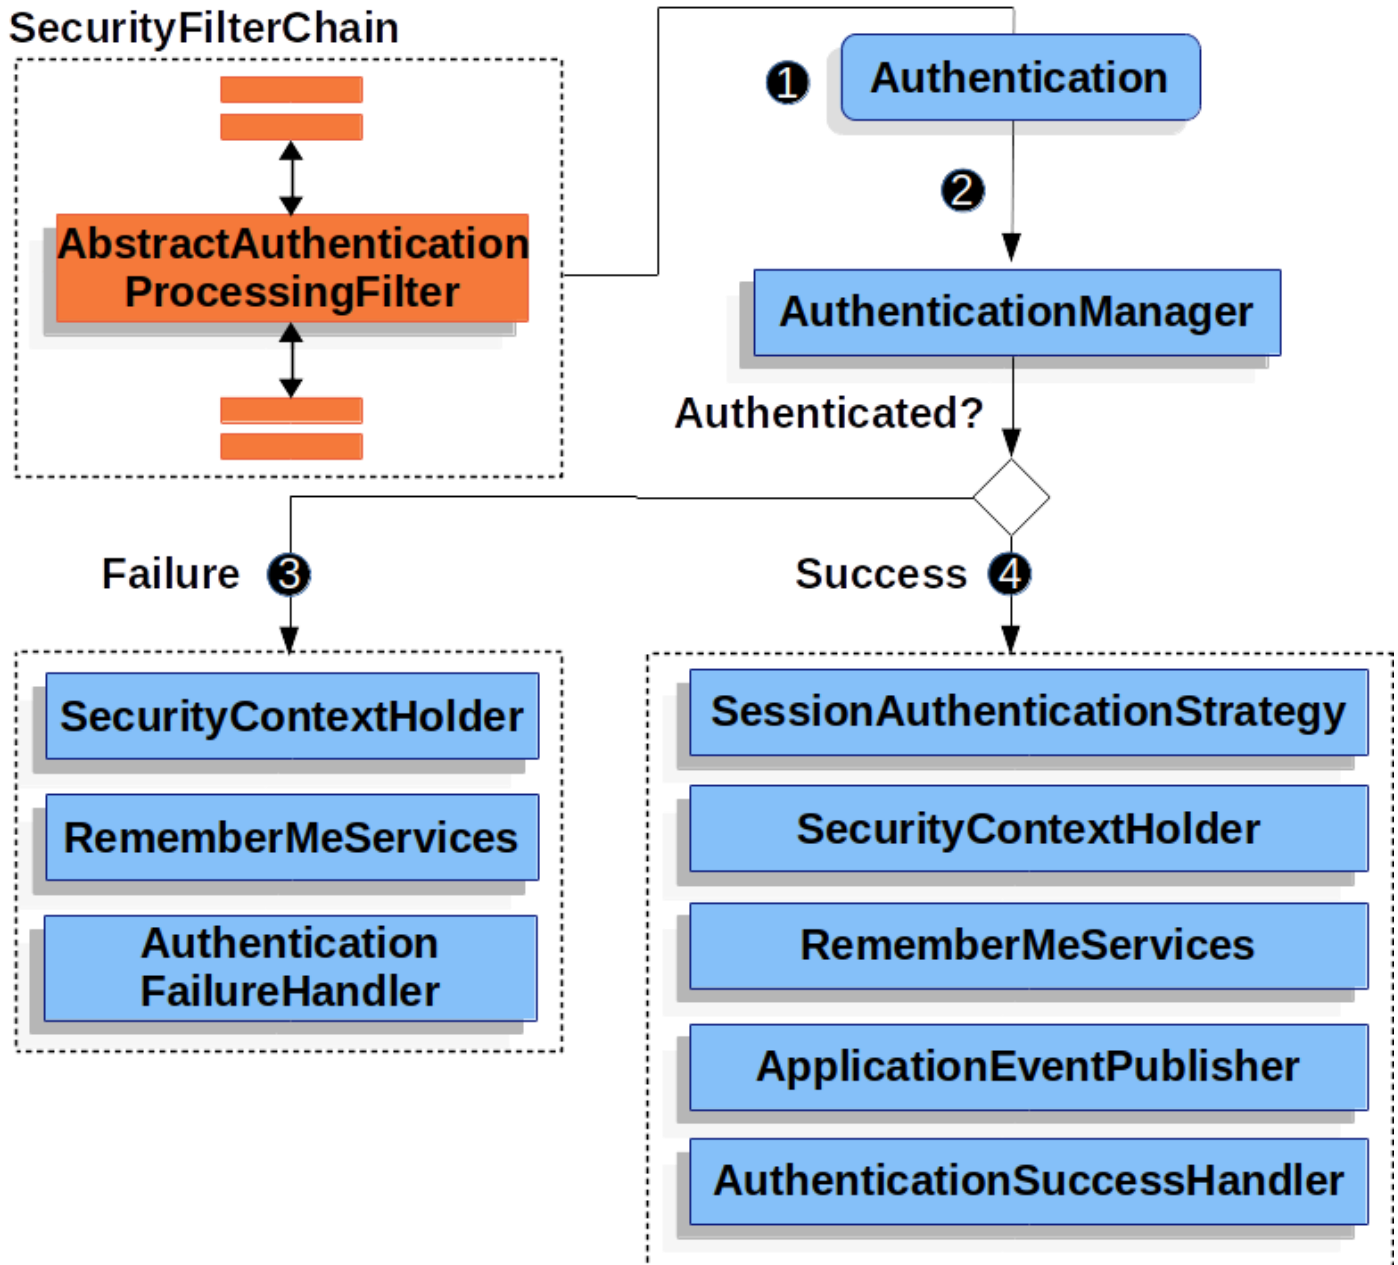 SecurityFilterChain
AbstractAuthentication
ProcessingFilter
1
Authentication
2
AuthenticationManager
Authenticated?
Failure 3
Success 4
SecurityContextHolder
RememberMeServices
Authentication
FailureHandler
SessionAuthenticationStrategy
SecurityContextHolder
RememberMeServices
ApplicationEventPublisher
AuthenticationSuccessHandler